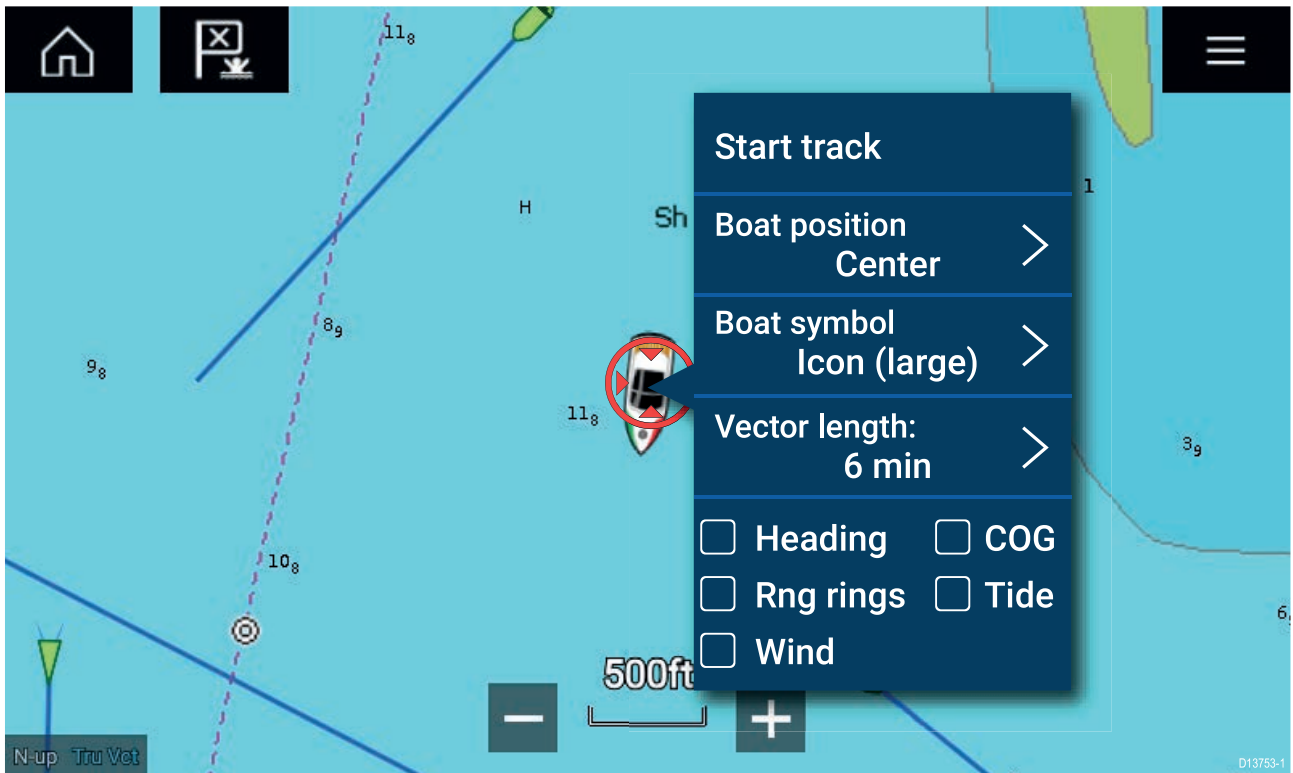 11₈
Start track
1
H
Sh
Boat position
Center
Boat symbol
Icon (large)
8₉
9₈
11₈
Vector length:
6 min
3₉
Heading
COG
10₈
Rng rings
Tide
6
Wind
500ft
N-up Tru Vct
D13753-1